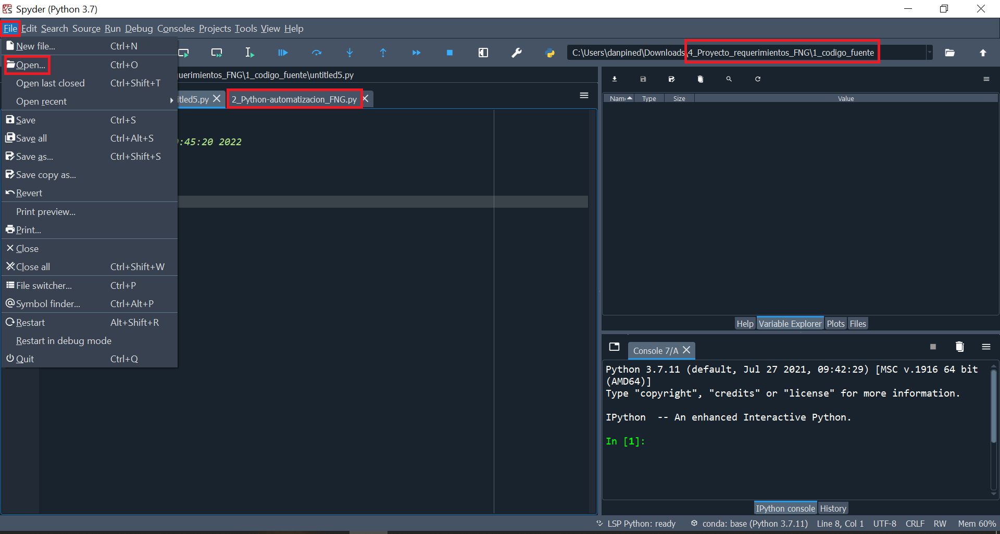 Spyder (Python 3.7)
File Edit Search Source Run Debug Consoles Projects Tools View Help
New file... Ctrl+N
Open... Ctrl+O
Open last closed Ctrl+Shift+T
Open recent
Save Ctrl+S
Save all Ctrl+Alt+S
Save as... Ctrl+Shift+S
Save copy as...
Revert
Print preview...
Print...
Close
Close all Ctrl+Shift+W
File switcher... Ctrl+P
Symbol finder... Ctrl+Alt+P
Restart Alt+Shift+R
Restart in debug mode
Quit Ctrl+Q
C:\Users\danpined\Downloads\4_Proyecto_requerimientos_FNG\1_codigo_fuente
uerimientos_FNG\1_codigo_fuente\untitled5.py
itled5.py 2_Python-automatizacion_FNG.py
:45:20 2022
Nam Type Size Value
Help Variable Explorer Plots Files
Console 7/A
Python 3.7.11 (default, Jul 27 2021, 09:42:29) [MSC v.1916 64 bit
(AMD64)]
Type "copyright", "credits" or "license" for more information.
IPython -- An enhanced Interactive Python.
In [1]:
IPython console History
LSP Python: ready conda: base (Python 3.7.11) Line 8, Col 1 UTF-8 CRLF RW Mem 60%